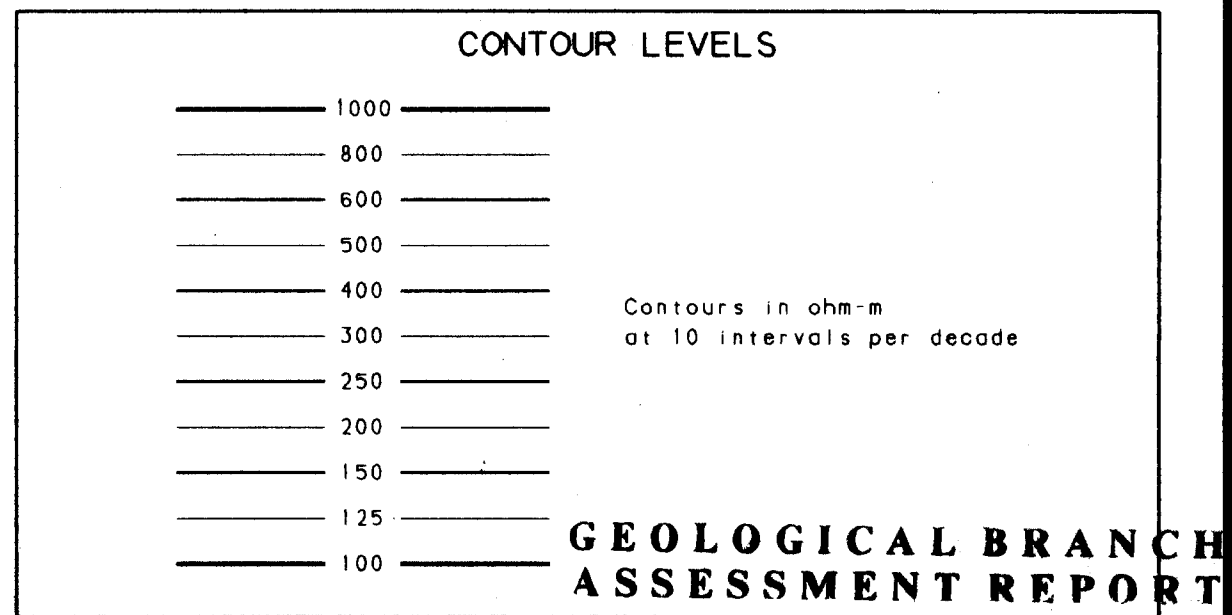 CONTOUR LEVELS
1000
800
600
500
400
300
250
200
150
125
100
Contours in ohm-m
at 10 intervals per decade
GEOLOGICAL BRANCH
ASSESSMENT REPORT